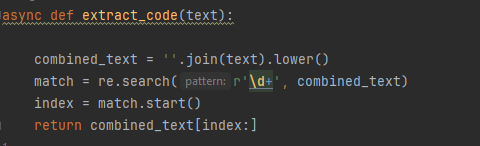 async def extract_code(text):
combined_text = ''.join(text).lower()
match = re.search( pattern: r'\d+', combined_text)
index = match.start()
return combined_text[index:]